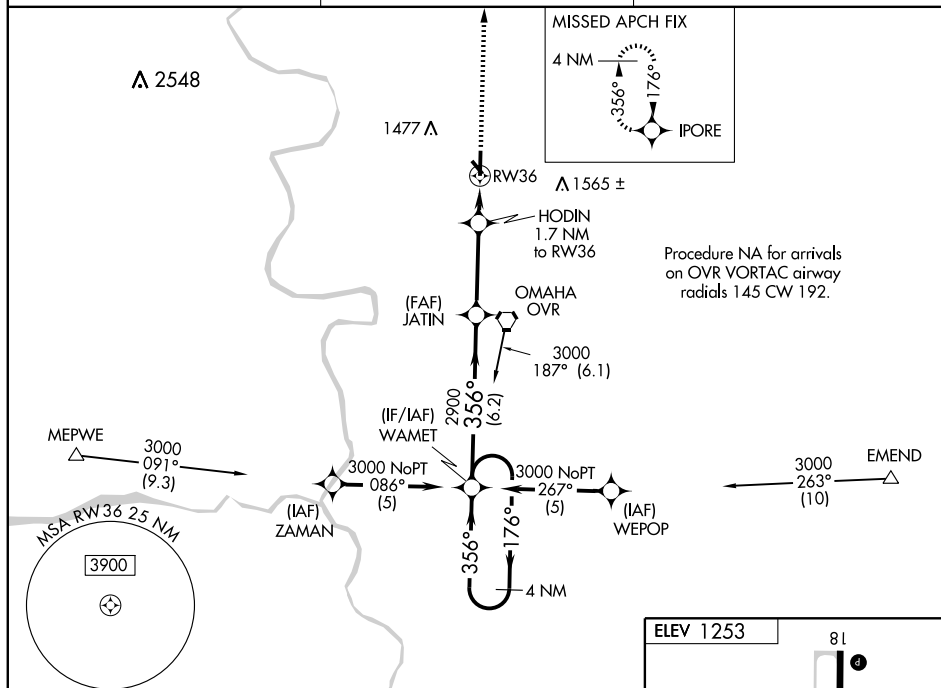 MISSED APCH FIX
4 NM
356°
176°
IPORE
2548
1477
RW36
1565 ±
HODIN
1.7 NM
to RW36
Procedure NA for arrivals
on OVR VORTAC airway
radials 145 CW 192.
(FAF)
JATIN
OMAHA
OVR
3000
187° (6.1)
2900
356°
(6.2)
(IF/IAF)
WAMET
MEPWE
3000
091°
(9.3)
3000 NoPT
086°
(5)
(IAF)
ZAMAN
3000 NoPT
267°
(5)
(IAF)
WEPOP
3000
263°
(10)
EMEND
356°
176°
4 NM
MSA RW36 25 NM
3900
ELEV 1253
18
P